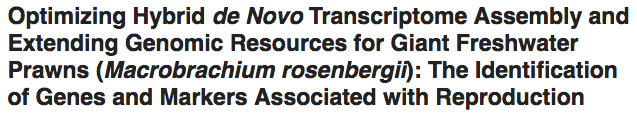 Optimizing Hybrid de Novo Transcriptome Assembly and
Extending Genomic Resources for Giant Freshwater
Prawns (Macrobrachium rosenbergii): The Identification
of Genes and Markers Associated with Reproduction